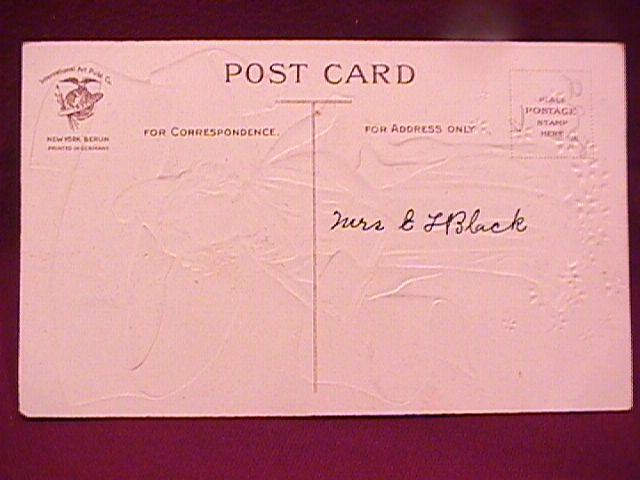 POST CARD
International Art Publ. Co.
NEW YORK BERLIN
PRINTED IN GERMANY
FOR CORRESPONDENCE.
FOR ADDRESS ONLY
PLACE
POSTAGE
STAMP
HERE
Mrs E L Black